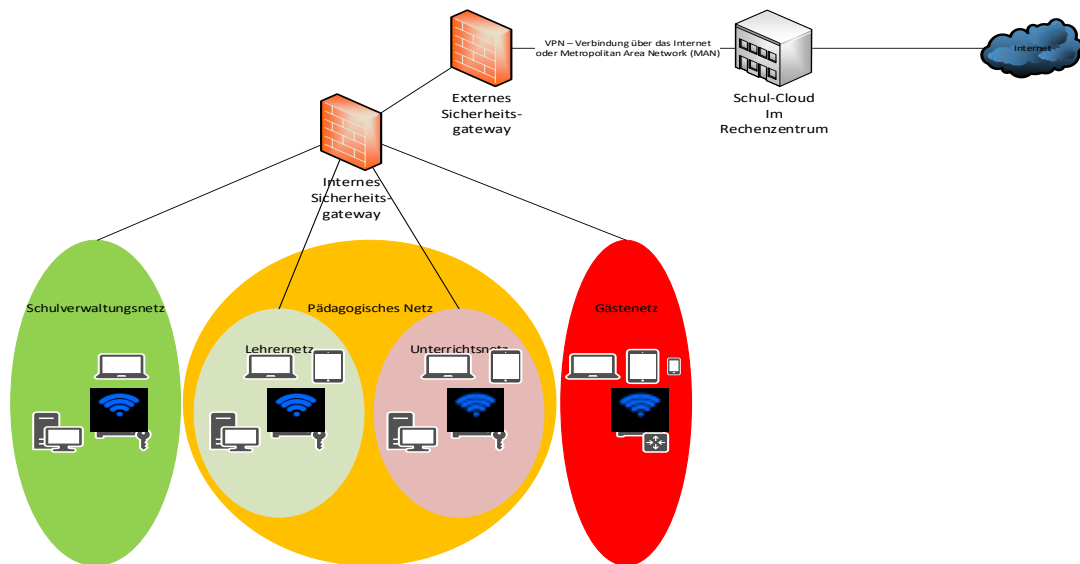 VPN – Verbindung über das Internet
oder Metropolitan Area Network (MAN)
Internet
Externes
Sicherheits-
gateway
Schul-Cloud
Im
Rechenzentrum
Internes
Sicherheits-
gateway
Schulverwaltungsnetz
Pädagogisches Netz
Gästenetz
Lehrernetz
Unterrichtsnetz